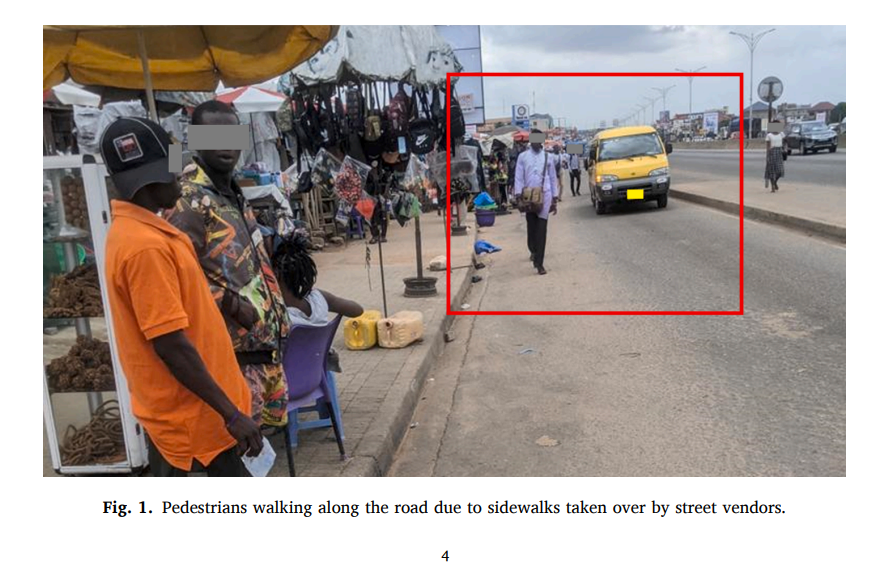 Fig. 1. Pedestrians walking along the road due to sidewalks taken over by street vendors.
4